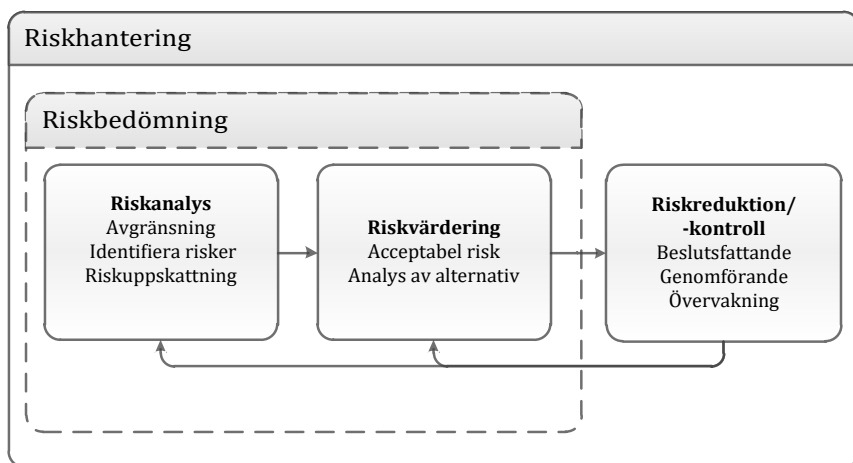 Riskhantering
Riskbedömning
Riskanalys
Avgränsning
Identifiera risker
Riskuppskattning
Riskvärdering
Acceptabel risk
Analys av alternativ
Riskreduktion/
-kontroll
Beslutsfattande
Genomförande
Övervakning